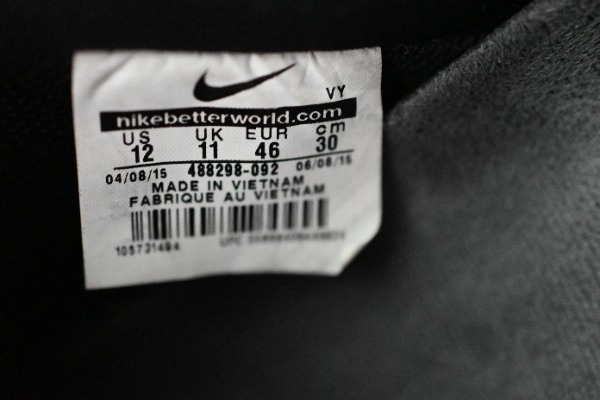 VY
nikebetterworld.com
US UK EUR cm
12 11 46 30
04/08/15 488298-092 06/08/15
MADE IN VIETNAM
FABRIQUE AU VIETNAM
UPC